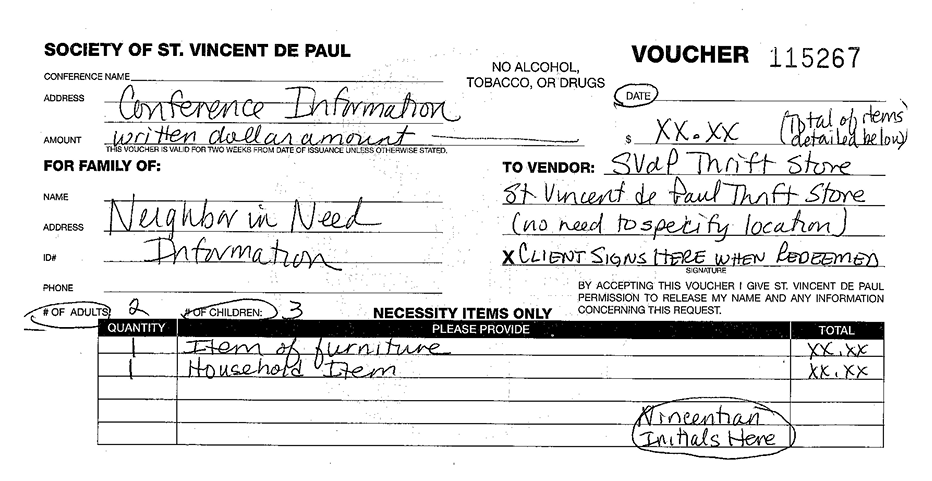 SOCIETY OF ST. VINCENT DE PAUL
VOUCHER 115267
CONFERENCE NAME
NO ALCOHOL,
TOBACCO, OR DRUGS
ADDRESS Conference Information
DATE
AMOUNT written dollar amount
$ XX.XX (Total of items detailed below)
THIS VOUCHER IS VALID FOR TWO WEEKS FROM DATE OF ISSUANCE UNLESS OTHERWISE STATED.
FOR FAMILY OF:
TO VENDOR: SVdP Thrift Store
NAME
St Vincent de Paul Thrift Store
ADDRESS Neighbor in Need
(no need to specify location)
ID# Information
X CLIENT SIGNS HERE WHEN REDEEMED
SIGNATURE
PHONE
BY ACCEPTING THIS VOUCHER I GIVE ST. VINCENT DE PAUL
PERMISSION TO RELEASE MY NAME AND ANY INFORMATION
CONCERNING THIS REQUEST.
# OF ADULTS: 2 # OF CHILDREN: 3 NECESSITY ITEMS ONLY
QUANTITY PLEASE PROVIDE TOTAL
1 Item of furniture XX.XX
1 Household Item XX.XX
Vincentian
Initials Here